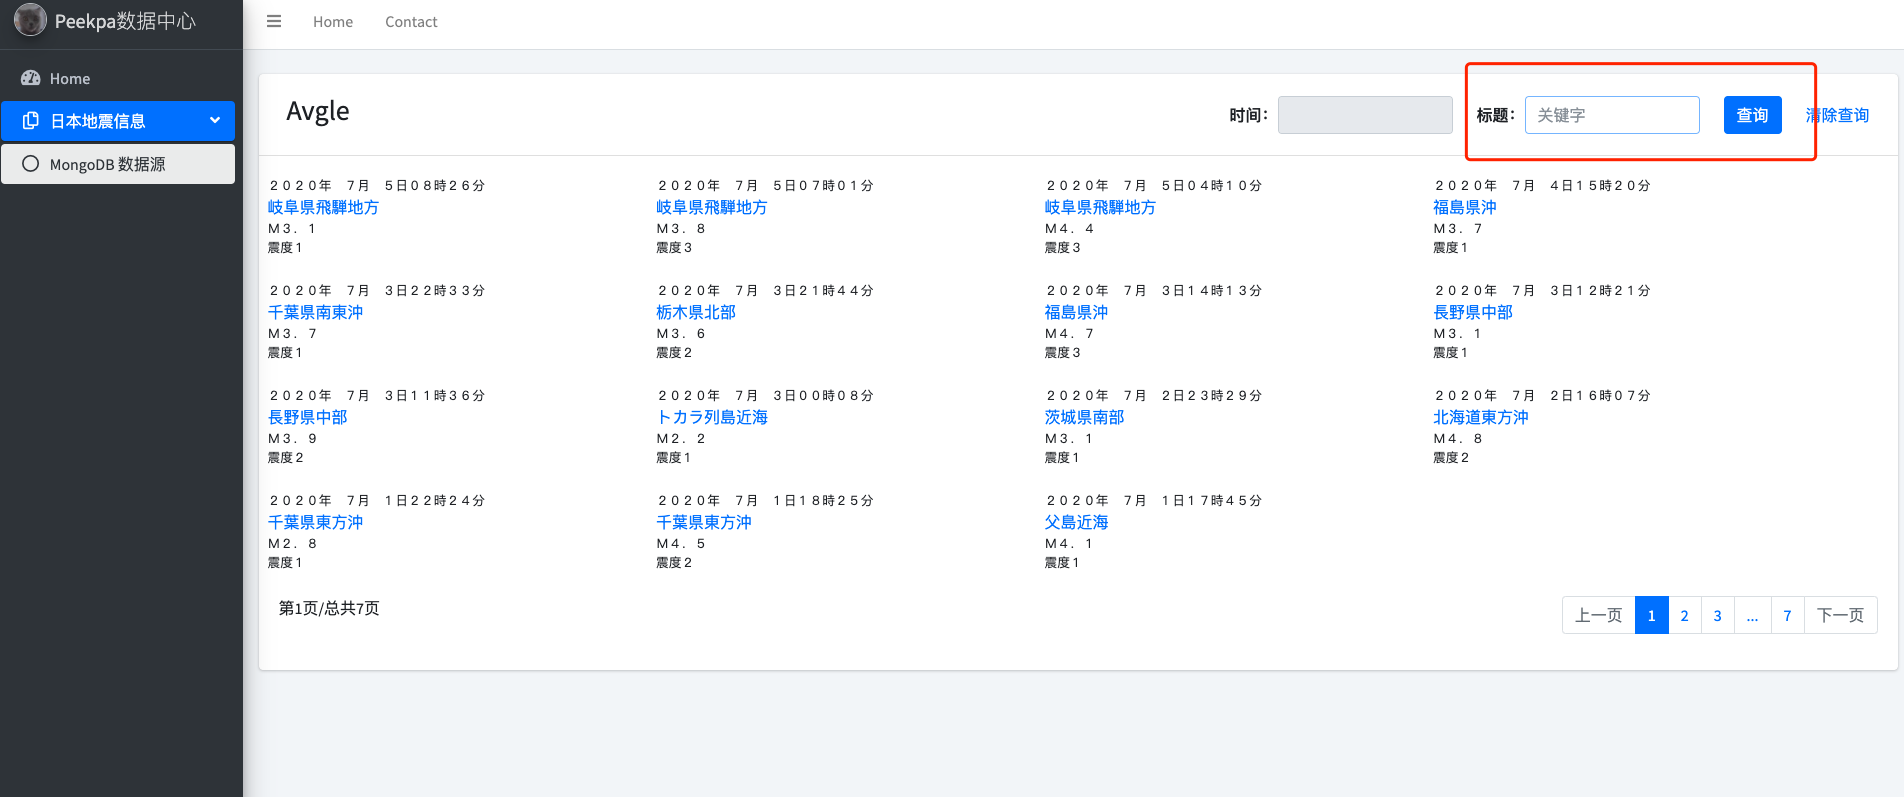 Peekpa数据中心
Home
Contact
Home
日本地震信息
MongoDB 数据源
Avgle
时间：
标题：
关键字
查询
清除查询
２０２０年　７月　５日０８時２６分
岐阜県飛騨地方
Ｍ３．１
震度１
２０２０年　７月　５日０７時０１分
岐阜県飛騨地方
Ｍ３．８
震度３
２０２０年　７月　５日０４時１０分
岐阜県飛騨地方
Ｍ４．４
震度３
２０２０年　７月　４日１５時２０分
福島県沖
Ｍ３．７
震度１
２０２０年　７月　３日２２時３３分
千葉県南東沖
Ｍ３．７
震度１
２０２０年　７月　３日２１時４４分
栃木県北部
Ｍ３．６
震度２
２０２０年　７月　３日１４時１３分
福島県沖
Ｍ４．７
震度３
２０２０年　７月　３日１２時２１分
長野県中部
Ｍ３．１
震度１
２０２０年　７月　３日１１時３６分
長野県中部
Ｍ３．９
震度２
２０２０年　７月　３日００時０８分
トカラ列島近海
Ｍ２．２
震度１
２０２０年　７月　２日２３時２９分
茨城県南部
Ｍ３．１
震度１
２０２０年　７月　２日１６時０７分
北海道東方沖
Ｍ４．８
震度２
２０２０年　７月　１日２２時２４分
千葉県東方沖
Ｍ２．８
震度１
２０２０年　７月　１日１８時２５分
千葉県東方沖
Ｍ４．５
震度２
２０２０年　７月　１日１７時４５分
父島近海
Ｍ４．１
震度１
第1页/总共7页
上一页 1 2 3 ... 7 下一页